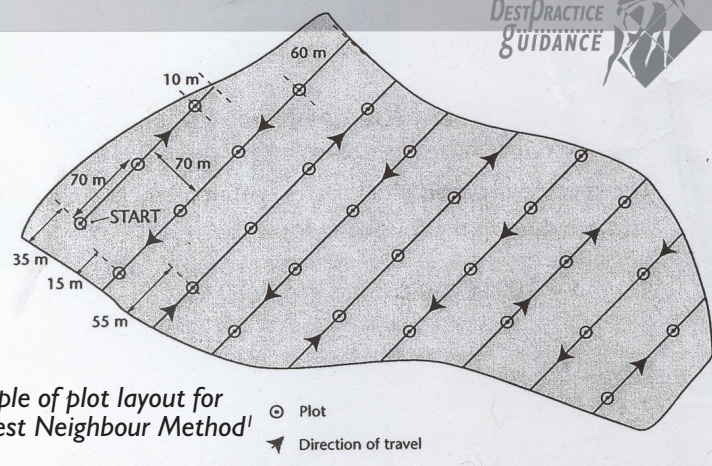 BESTPRACTICE
GUIDANCE
60 m
10 m
70 m
70 m
START
35 m
15 m
55 m
ple of plot layout for
est Neighbour Method¹
Plot
Direction of travel